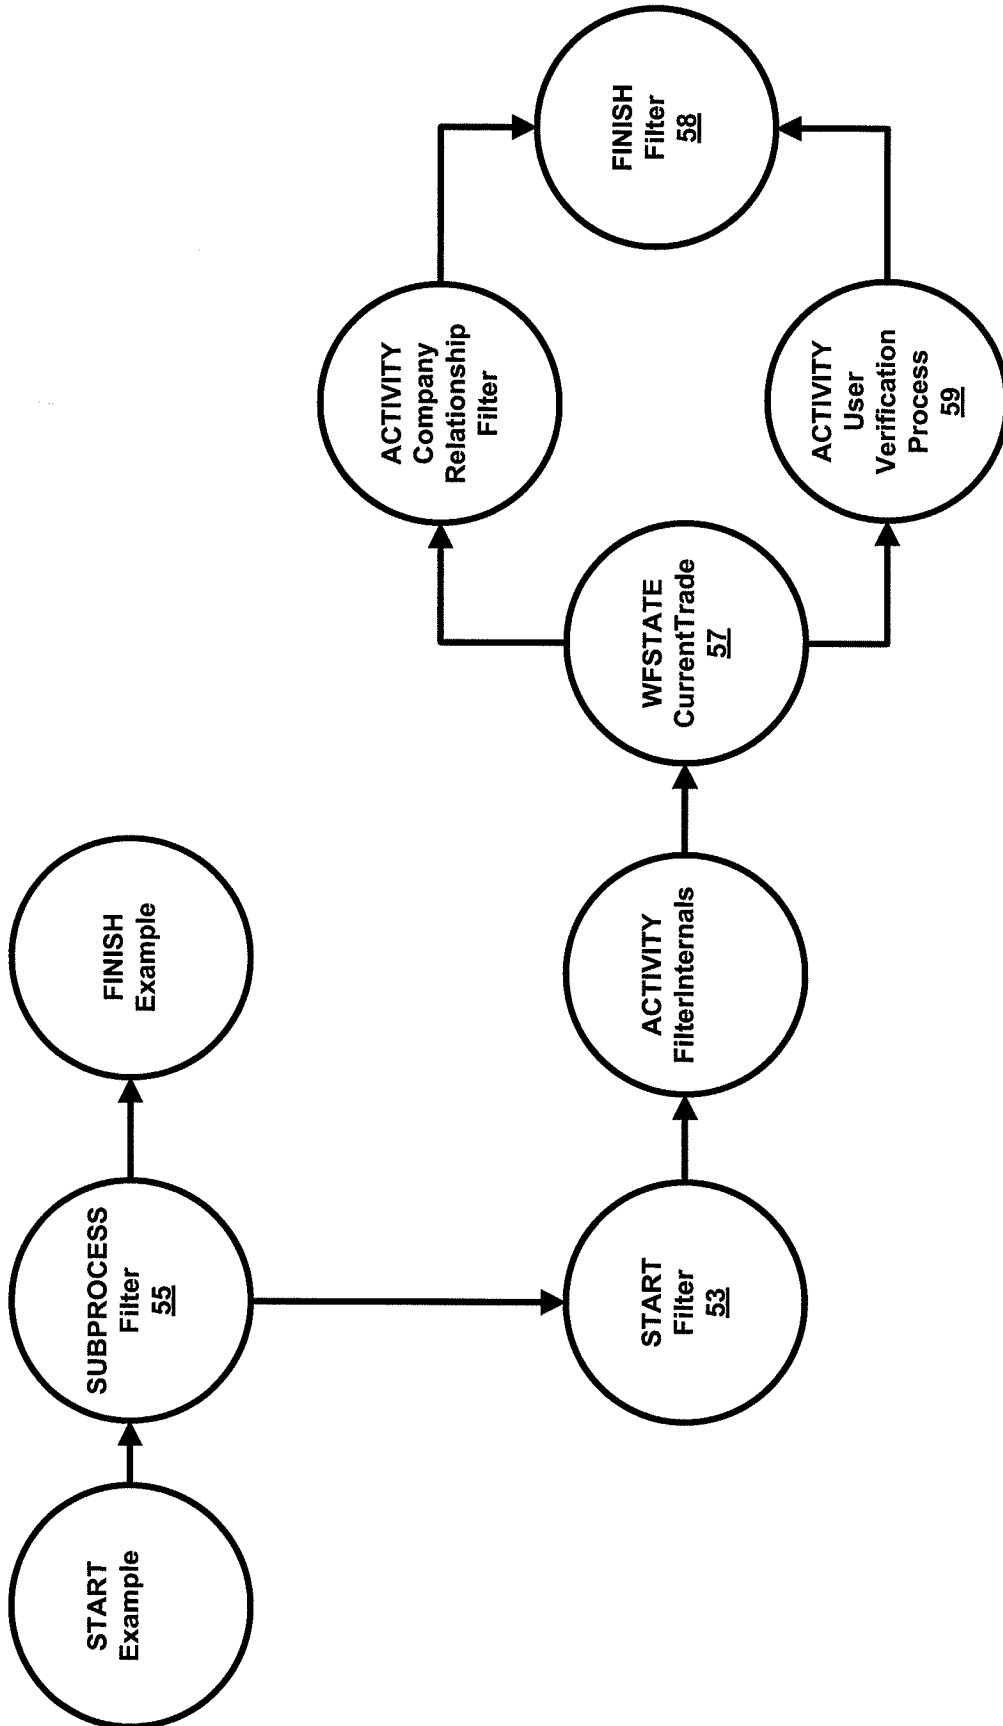 START
Example
SUBPROCESS
Filter
55
FINISH
Example
START
Filter
53
ACTIVITY
FilterInternals
WFSTATE
CurrentTrade
57
ACTIVITY
Company
Relationship
Filter
ACTIVITY
User
Verification
Process
59
FINISH
Filter
58